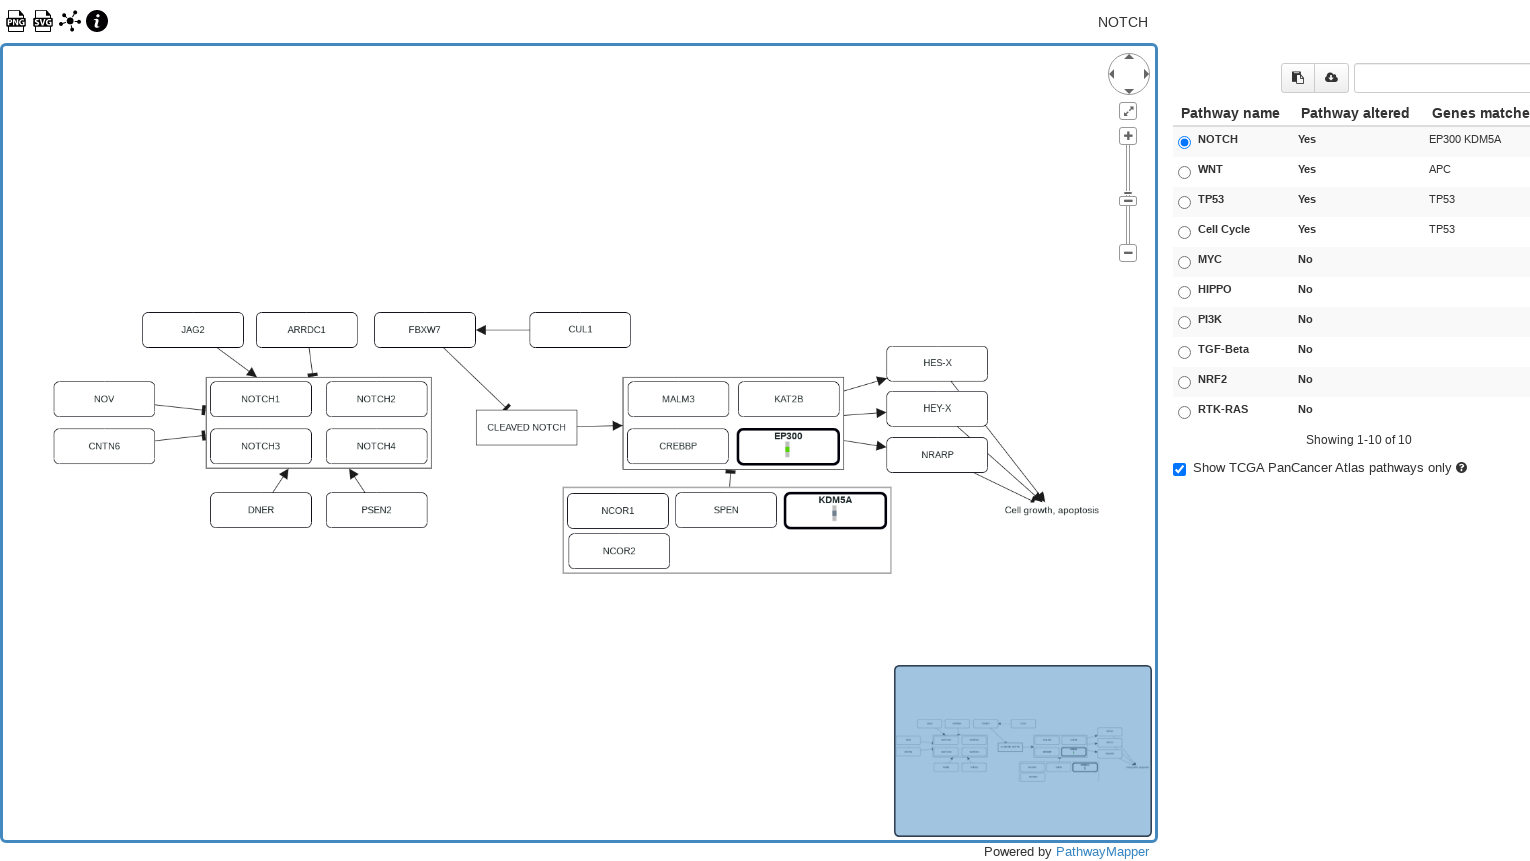 PNG SVG
NOTCH
Pathway name Pathway altered Genes matche
NOTCH Yes EP300 KDM5A
WNT Yes APC
TP53 Yes TP53
Cell Cycle Yes TP53
MYC No
HIPPO No
PI3K No
TGF-Beta No
NRF2 No
RTK-RAS No
Showing 1-10 of 10
Show TCGA PanCancer Atlas pathways only
JAG2 ARRDC1 FBXW7 CUL1
HES-X
NOV NOTCH1 NOTCH2 MALM3 KAT2B
HEY-X
CLEAVED NOTCH
CNTN6 NOTCH3 NOTCH4 CREBBP EP300
NRARP
DNER PSEN2 NCOR1 SPEN KDM5A
Cell growth, apoptosis
NCOR2
Powered by PathwayMapper